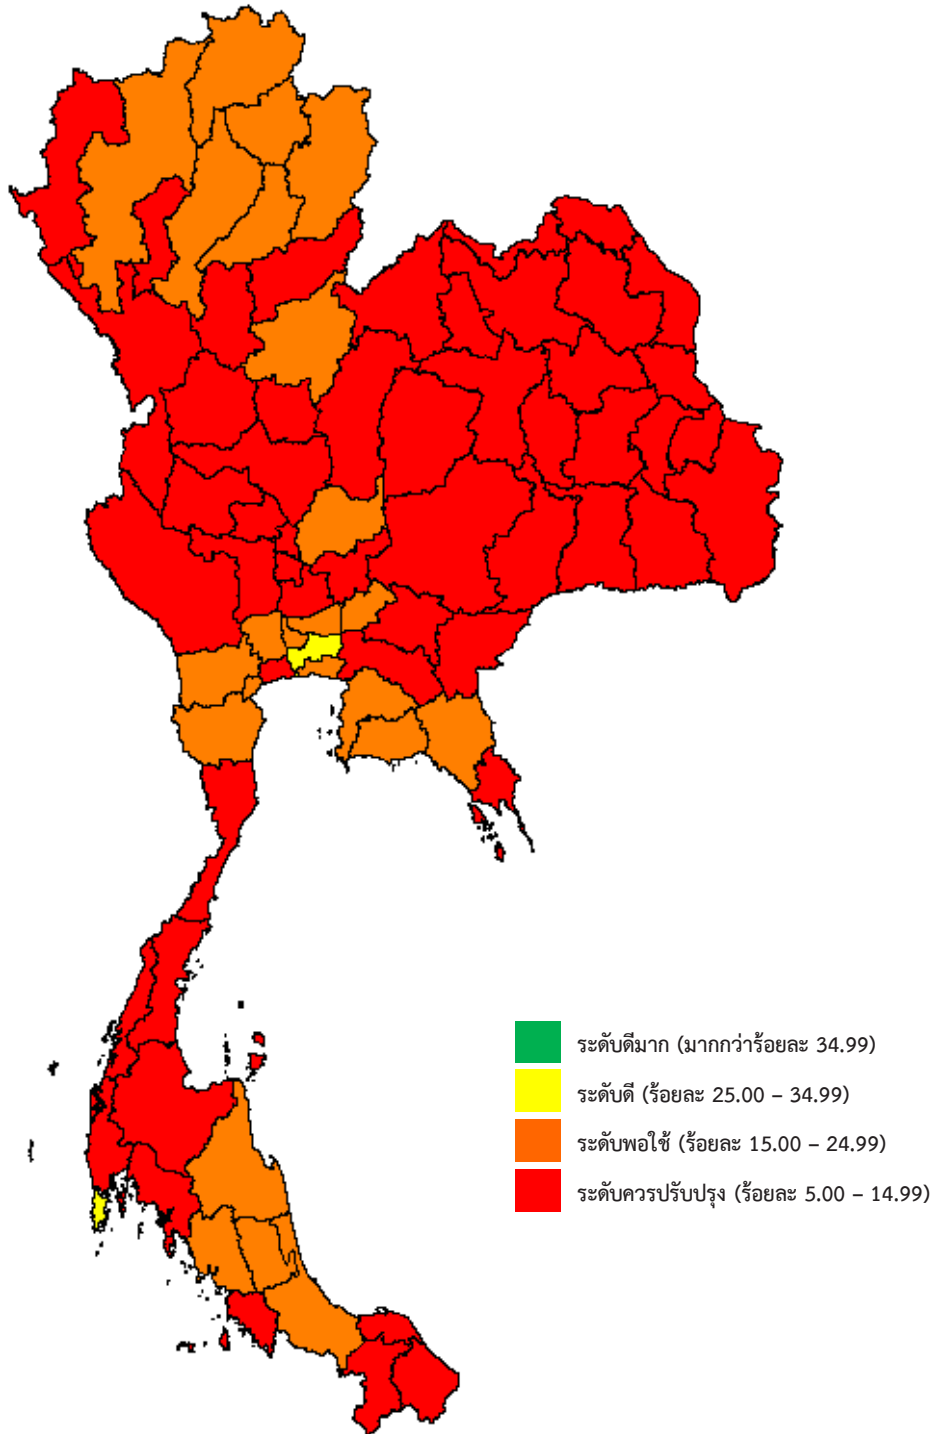 ระดับดีมาก (มากกว่าร้อยละ 34.99)
ระดับดี (ร้อยละ 25.00 – 34.99)
ระดับพอใช้ (ร้อยละ 15.00 – 24.99)
ระดับควรปรับปรุง (ร้อยละ 5.00 – 14.99)